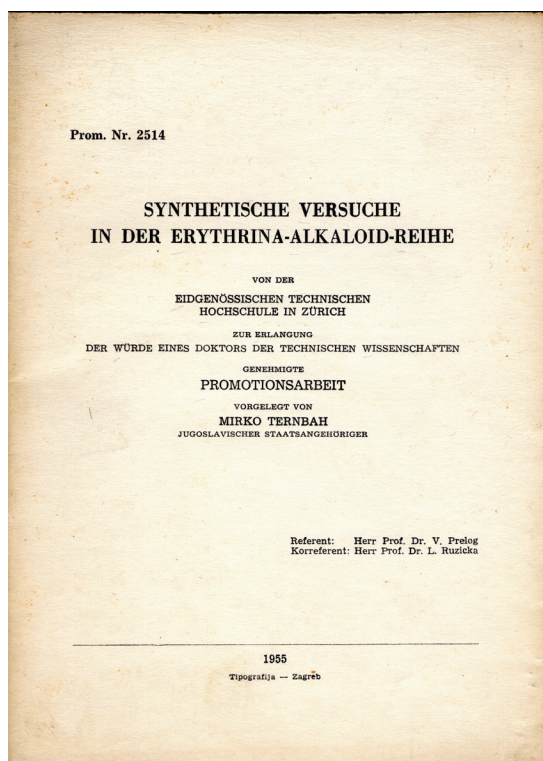 Prom. Nr. 2514
SYNTHETISCHE VERSUCHE
IN DER ERYTHRINA-ALKALOID-REIHE
VON DER
EIDGENÖSSISCHEN TECHNISCHEN
HOCHSCHULE IN ZÜRICH
ZUR ERLANGUNG
DER WÜRDE EINES DOKTORS DER TECHNISCHEN WISSENSCHAFTEN
GENEHMIGTE
PROMOTIONSARBEIT
VORGELEGT VON
MIRKO TERNBAH
JUGOSLAVISCHER STAATSANGEHÖRIGER
Referent: Herr Prof. Dr. V. Prelog
Korreferent: Herr Prof. Dr. L. Ruzicka
1955
Tipografija — Zagreb